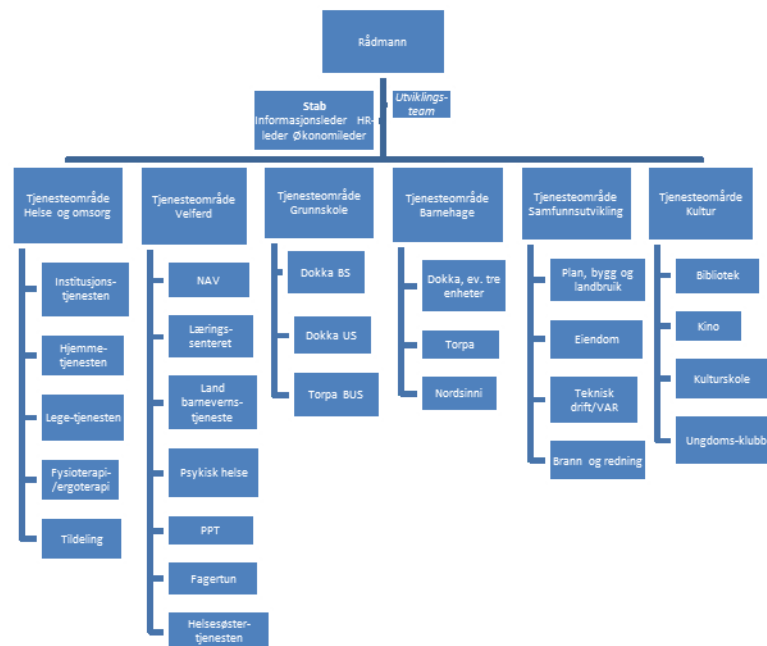 Rådmann
Stab
Informasjonsleder HR-
leder Økonomileder
Utviklings-
team
Tjenesteområde
Helse og omsorg
Institusjons-
tjenesten
Hjemme-
tjenesten
Lege-tjenesten
Fysioterapi-
/ergoterapi
Tildeling
Tjenesteområde
Velferd
NAV
Lærings-
senteret
Land
barneverns-
tjeneste
Psykisk helse
PPT
Fagertun
Helsesøster-
tjenesten
Tjenesteområde
Grunnskole
Dokka BS
Dokka US
Torpa BUS
Tjenesteområde
Barnehage
Dokka, ev. tre
enheter
Torpa
Nordsinni
Tjenesteområde
Samfunnsutvikling
Plan, bygg og
landbruik
Eiendom
Teknisk
drift/VAR
Brann og redning
Tjenesteomårde
Kultur
Bibliotek
Kino
Kulturskole
Ungdoms-klubb